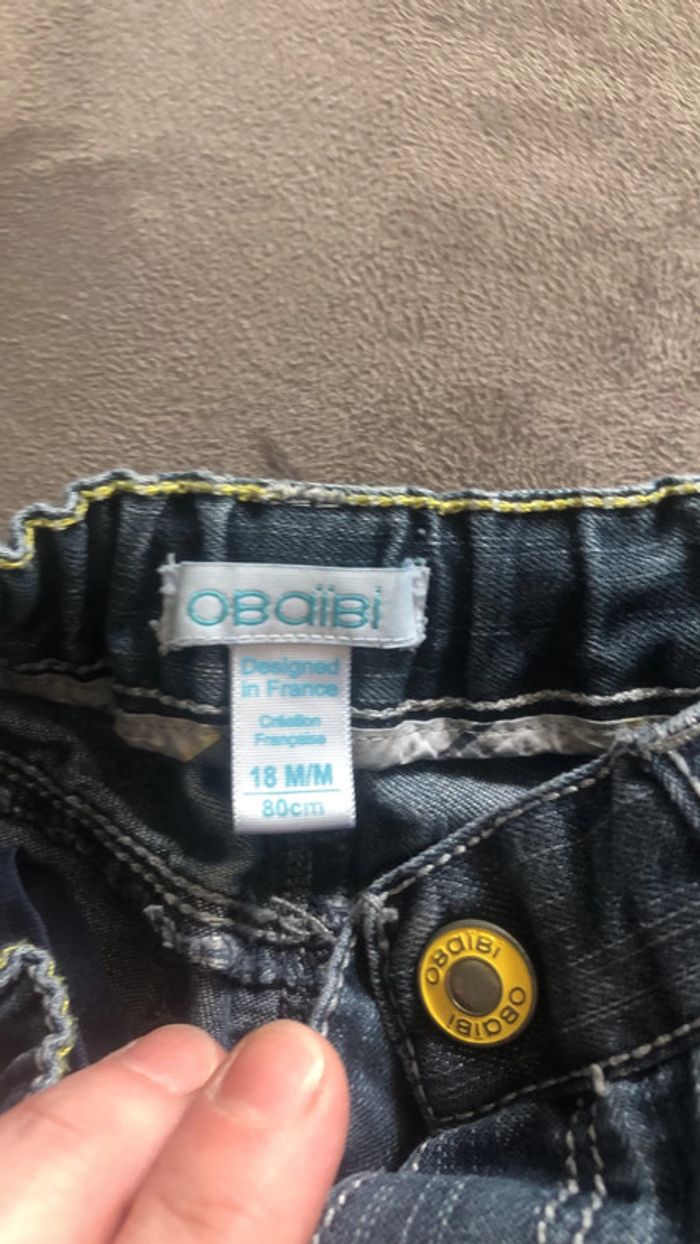 OBaïBi
Designed
in France
Création
Française
18 M/M
80cm
OBaïBi
OBaïBi